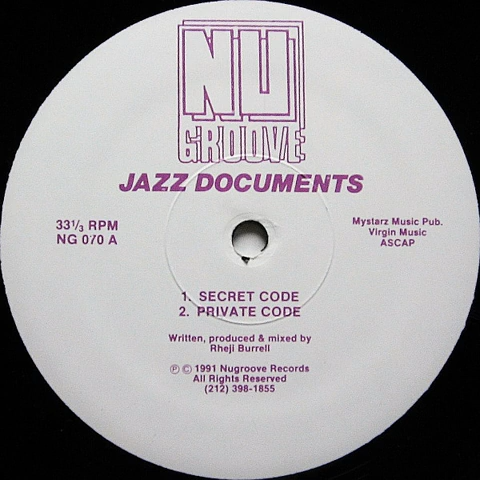 NU
GROOVE
JAZZ DOCUMENTS
33⅓ RPM
NG 070 A
Mystarz Music Pub.
Virgin Music
ASCAP
1. SECRET CODE
2. PRIVATE CODE
Written, produced & mixed by
Rheji Burrell
℗ © 1991 Nugroove Records
All Rights Reserved
(212) 398-1855